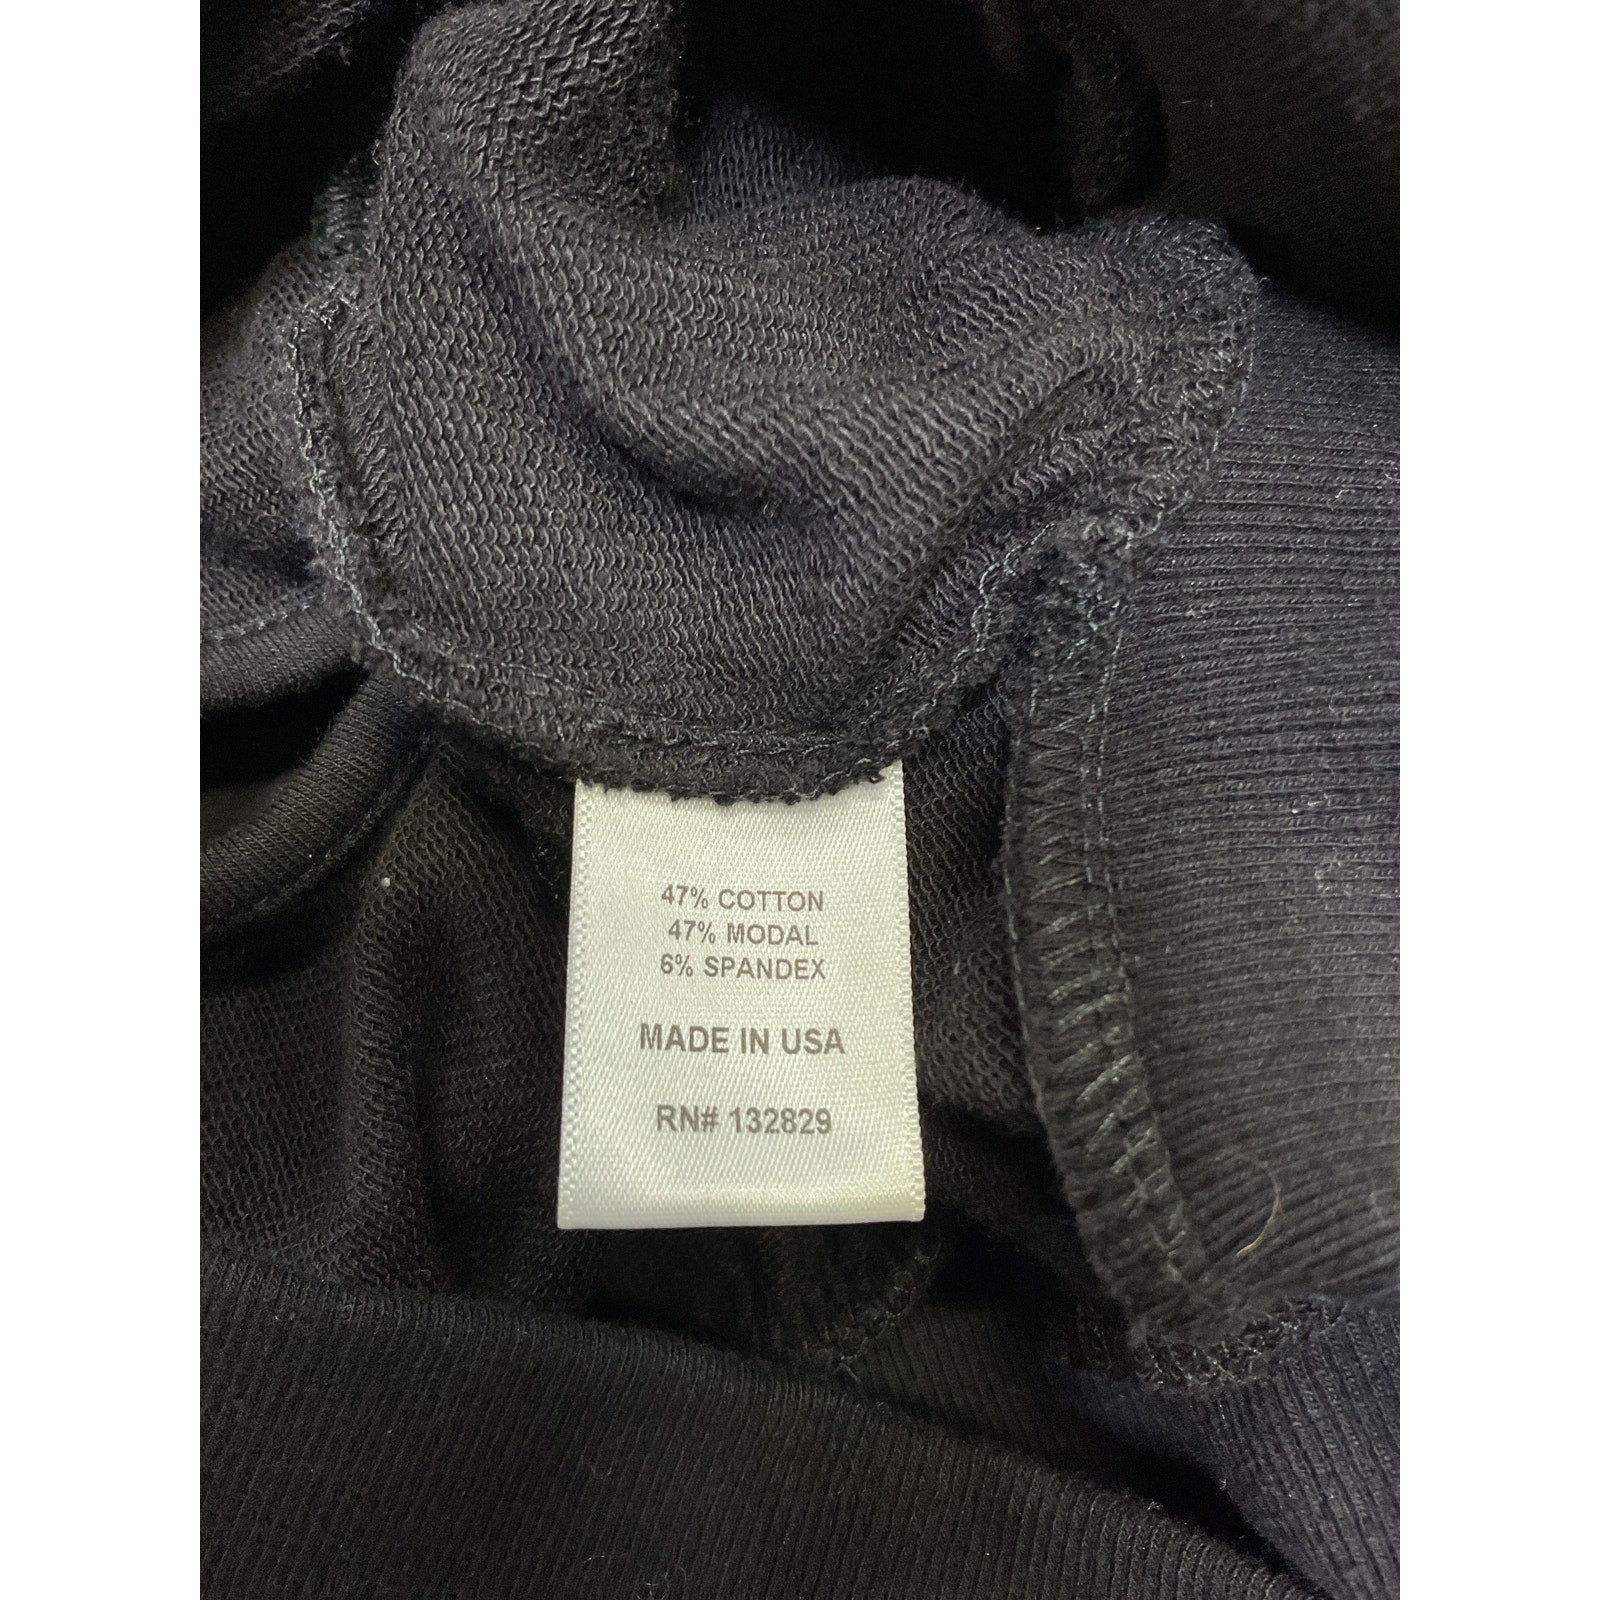 47% COTTON
47% MODAL
6% SPANDEX
MADE IN USA
RN# 132829